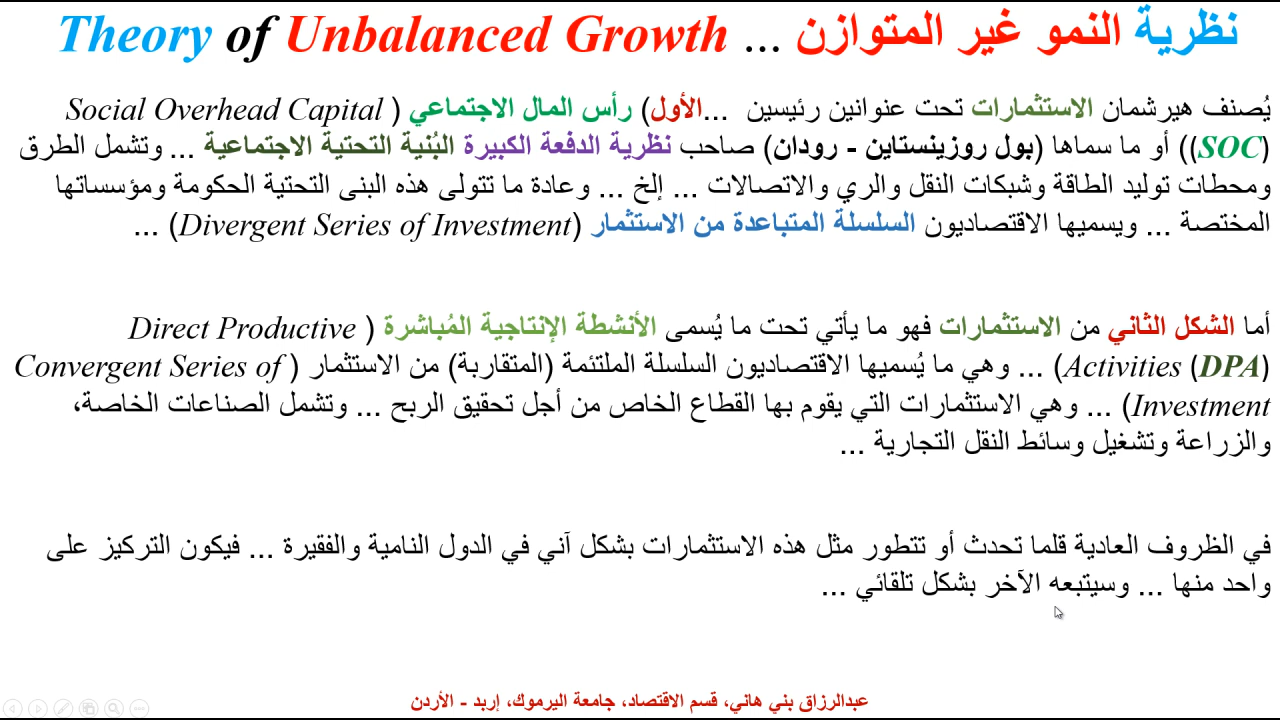 نظرية النمو غير المتوازن ... Theory of Unbalanced Growth
يُصنف هيرشمان الاستثمارات تحت عنوانين رئيسين ...الأول) رأس المال الاجتماعي ( Social Overhead Capital
(SOC)) أو ما سماها (بول روزينستاين - رودان) صاحب نظرية الدفعة الكبيرة البُنية التحتية الاجتماعية ... وتشمل الطرق
ومحطات توليد الطاقة وشبكات النقل والري والاتصالات ... إلخ ... وعادة ما تتولى هذه البنى التحتية الحكومة ومؤسساتها
المختصة ... ويسميها الاقتصاديون السلسلة المتباعدة من الاستثمار (Divergent Series of Investment) ...
أما الشكل الثاني من الاستثمارات فهو ما يأتي تحت ما يُسمى الأنشطة الإنتاجية المُباشرة ( Direct Productive
Activities (DPA)) ... وهي ما يُسميها الاقتصاديون السلسلة الملتئمة (المتقاربة) من الاستثمار ( Convergent Series of
Investment) ... وهي الاستثمارات التي يقوم بها القطاع الخاص من أجل تحقيق الربح ... وتشمل الصناعات الخاصة،
والزراعة وتشغيل وسائط النقل التجارية ...
في الظروف العادية قلما تحدث أو تتطور مثل هذه الاستثمارات بشكل آني في الدول النامية والفقيرة ... فيكون التركيز على
واحد منها ... وسيتبعه الآخر بشكل تلقائي ...
عبدالرزاق بني هاني، قسم الاقتصاد، جامعة اليرموك، إربد - الأردن